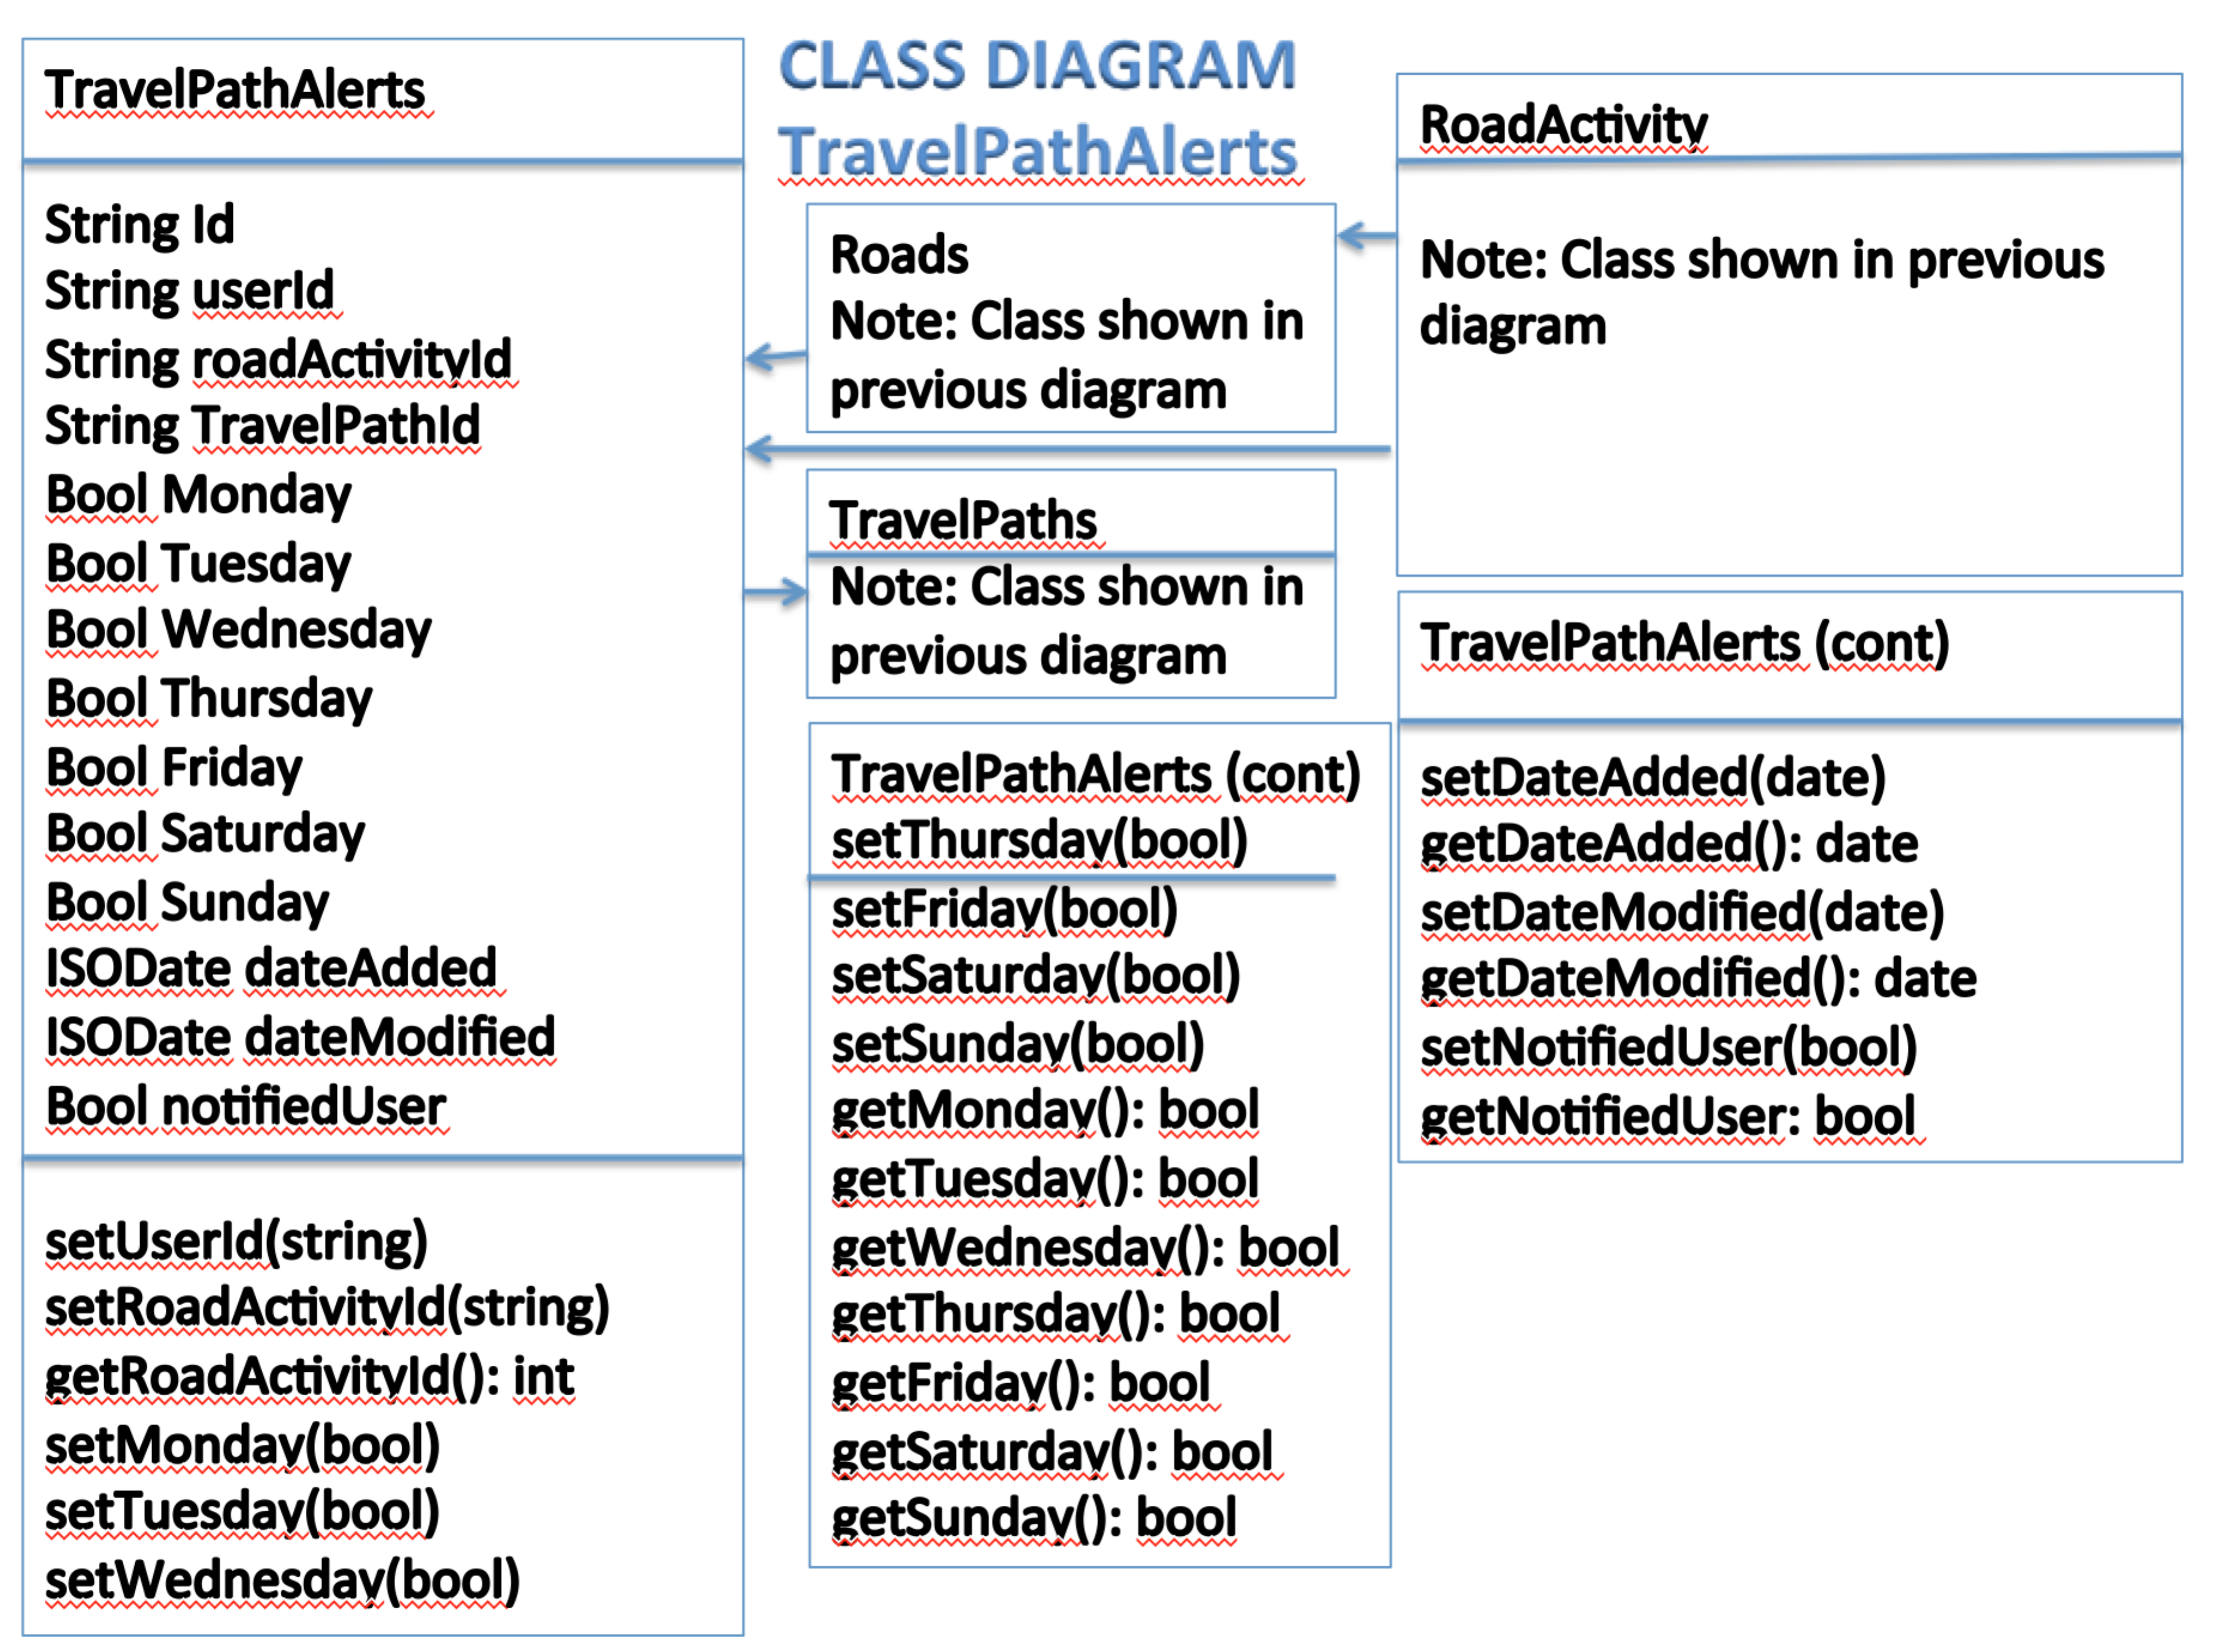 TravelPathAlerts
String Id
String userId
String roadActivityId
String TravelPathId
Bool Monday
Bool Tuesday
Bool Wednesday
Bool Thursday
Bool Friday
Bool Saturday
Bool Sunday
ISODate dateAdded
ISODate dateModified
Bool notifiedUser
setUserId(string)
setRoadActivityId(string)
getRoadActivityId(): int
setMonday(bool)
setTuesday(bool)
setWednesday(bool)
CLASS DIAGRAM
TravelPathAlerts
Roads
Note: Class shown in
previous diagram
TravelPaths
Note: Class shown in
previous diagram
TravelPathAlerts (cont)
setThursday(bool)
setFriday(bool)
setSaturday(bool)
setSunday(bool)
getMonday(): bool
getTuesday(): bool
getWednesday(): bool
getThursday(): bool
getFriday(): bool
getSaturday(): bool
getSunday(): bool
RoadActivity
Note: Class shown in previous
diagram
TravelPathAlerts (cont)
setDateAdded(date)
getDateAdded(): date
setDateModified(date)
getDateModified(): date
setNotifiedUser(bool)
getNotifiedUser: bool